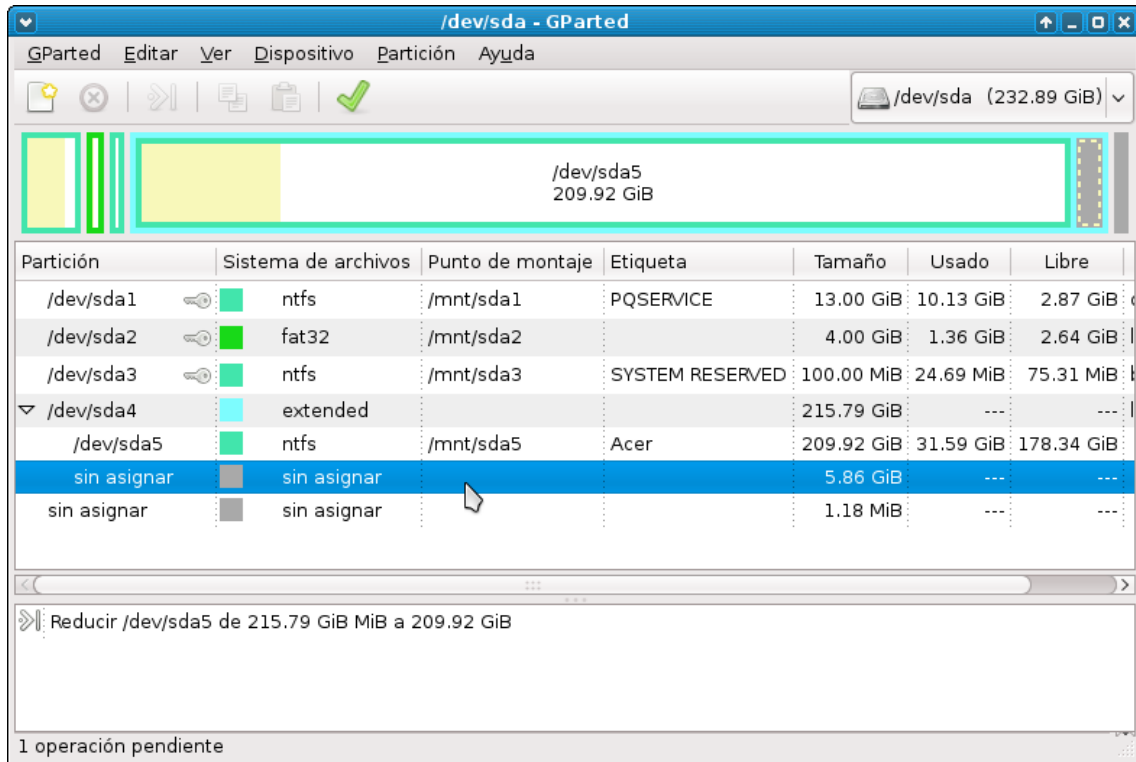 /dev/sda - GParted
GParted Editar Ver Dispositivo Partición Ayuda
/dev/sda (232.89 GiB)
/dev/sda5
209.92 GiB
Partición Sistema de archivos Punto de montaje Etiqueta Tamaño Usado Libre
/dev/sda1 ntfs /mnt/sda1 PQSERVICE 13.00 GiB 10.13 GiB 2.87 GiB
/dev/sda2 fat32 /mnt/sda2 4.00 GiB 1.36 GiB 2.64 GiB
/dev/sda3 ntfs /mnt/sda3 SYSTEM RESERVED 100.00 MiB 24.69 MiB 75.31 MiB
/dev/sda4 extended 215.79 GiB --- ---
/dev/sda5 ntfs /mnt/sda5 Acer 209.92 GiB 31.59 GiB 178.34 GiB
sin asignar sin asignar 5.86 GiB --- ---
sin asignar sin asignar 1.18 MiB --- ---
Reducir /dev/sda5 de 215.79 GiB MiB a 209.92 GiB
1 operación pendiente